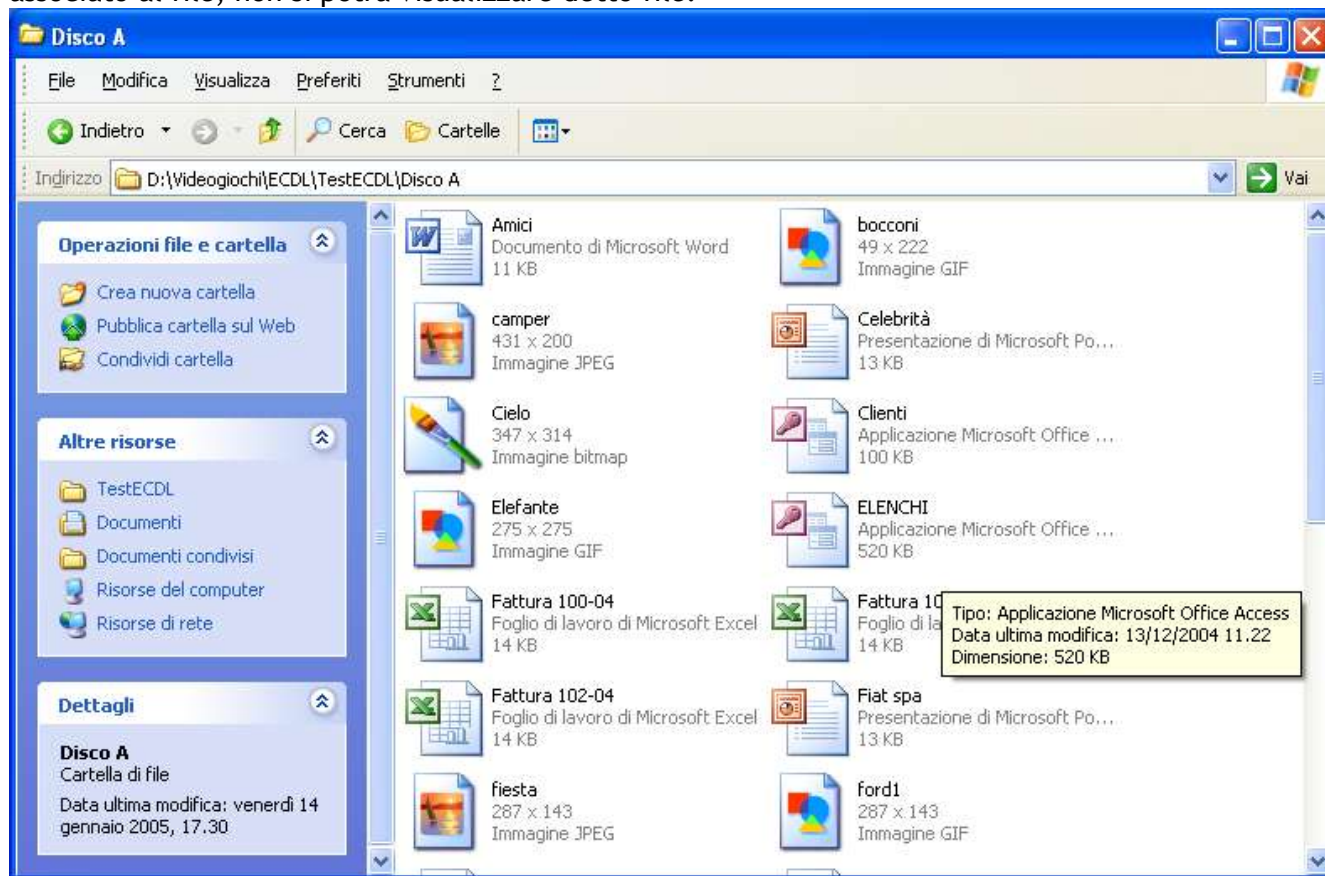 associato al file, non si potrà visualizzare detto file.
Disco A
File Modifica Visualizza Preferiti Strumenti ?
Indietro Cerca Cartelle
Indirizzo D:\Videogiochi\ECDL\TestECDL\Disco A Vai
Operazioni file e cartella
Crea nuova cartella
Pubblica cartella sul Web
Condividi cartella
Altre risorse
TestECDL
Documenti
Documenti condivisi
Risorse del computer
Risorse di rete
Dettagli
Disco A
Cartella di file
Data ultima modifica: venerdì 14
gennaio 2005, 17.30
Amici
Documento di Microsoft Word
11 KB
bocconi
49 x 222
Immagine GIF
camper
431 x 200
Immagine JPEG
Celebrità
Presentazione di Microsoft Po...
13 KB
Cielo
347 x 314
Immagine bitmap
Clienti
Applicazione Microsoft Office ...
100 KB
Elefante
275 x 275
Immagine GIF
ELENCHI
Applicazione Microsoft Office ...
520 KB
Fattura 100-04
Foglio di lavoro di Microsoft Excel
14 KB
Fattura 10
Foglio di la
14 KB
Tipo: Applicazione Microsoft Office Access
Data ultima modifica: 13/12/2004 11.22
Dimensione: 520 KB
Fattura 102-04
Foglio di lavoro di Microsoft Excel
14 KB
Fiat spa
Presentazione di Microsoft Po...
13 KB
fiesta
287 x 143
Immagine JPEG
ford1
287 x 143
Immagine GIF